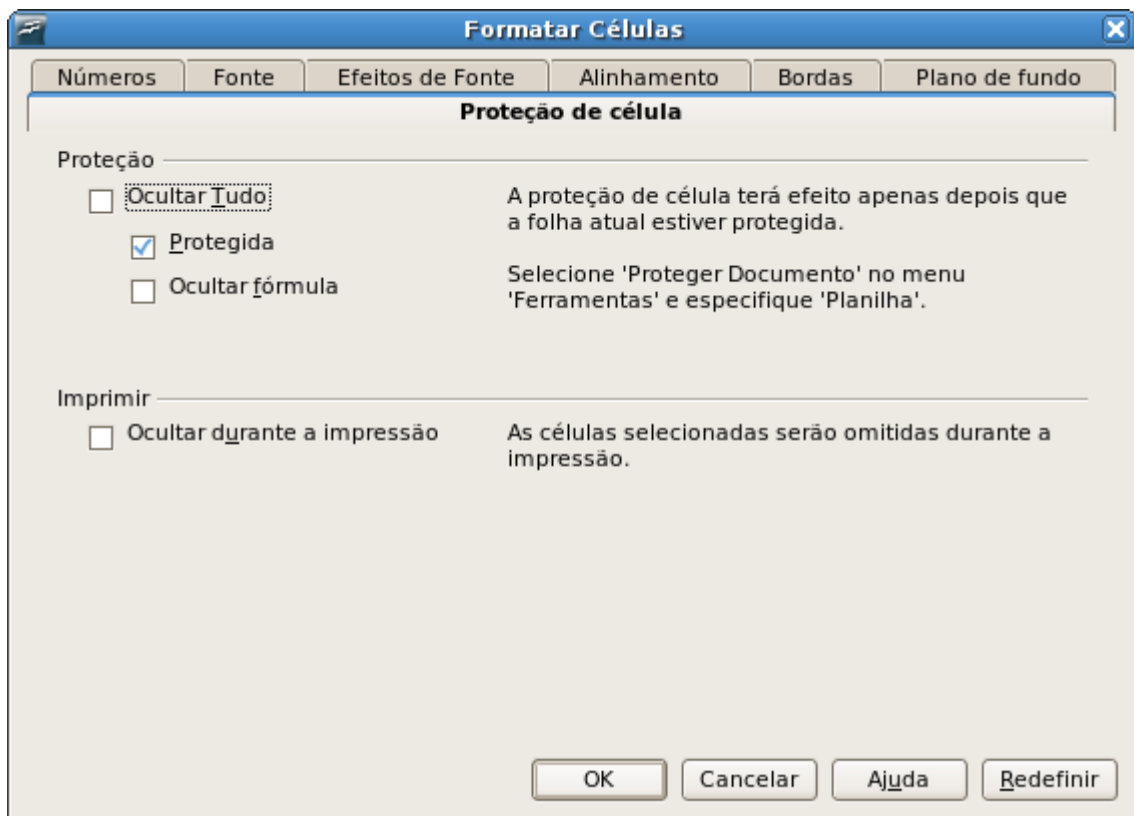 Formatar Células
Números Fonte Efeitos de Fonte Alinhamento Bordas Plano de fundo
Proteção de célula
Proteção
Ocultar Tudo
Protegida
Ocultar fórmula
A proteção de célula terá efeito apenas depois que
a folha atual estiver protegida.
Selecione 'Proteger Documento' no menu
'Ferramentas' e especifique 'Planilha'.
Imprimir
Ocultar durante a impressão
As células selecionadas serão omitidas durante a
impressão.
OK Cancelar Ajuda Redefinir